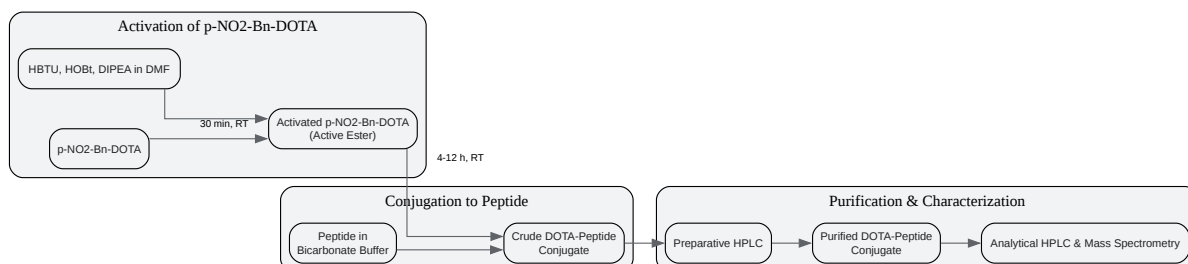 Activation of p-NO2-Bn-DOTA
HBTU, HOBt, DIPEA in DMF
30 min, RT
p-NO2-Bn-DOTA
Activated p-NO2-Bn-DOTA
(Active Ester)
4-12 h, RT
Conjugation to Peptide
Peptide in
Bicarbonate Buffer
Crude DOTA-Peptide
Conjugate
Purification & Characterization
Preparative HPLC
Purified DOTA-Peptide
Conjugate
Analytical HPLC & Mass Spectrometry